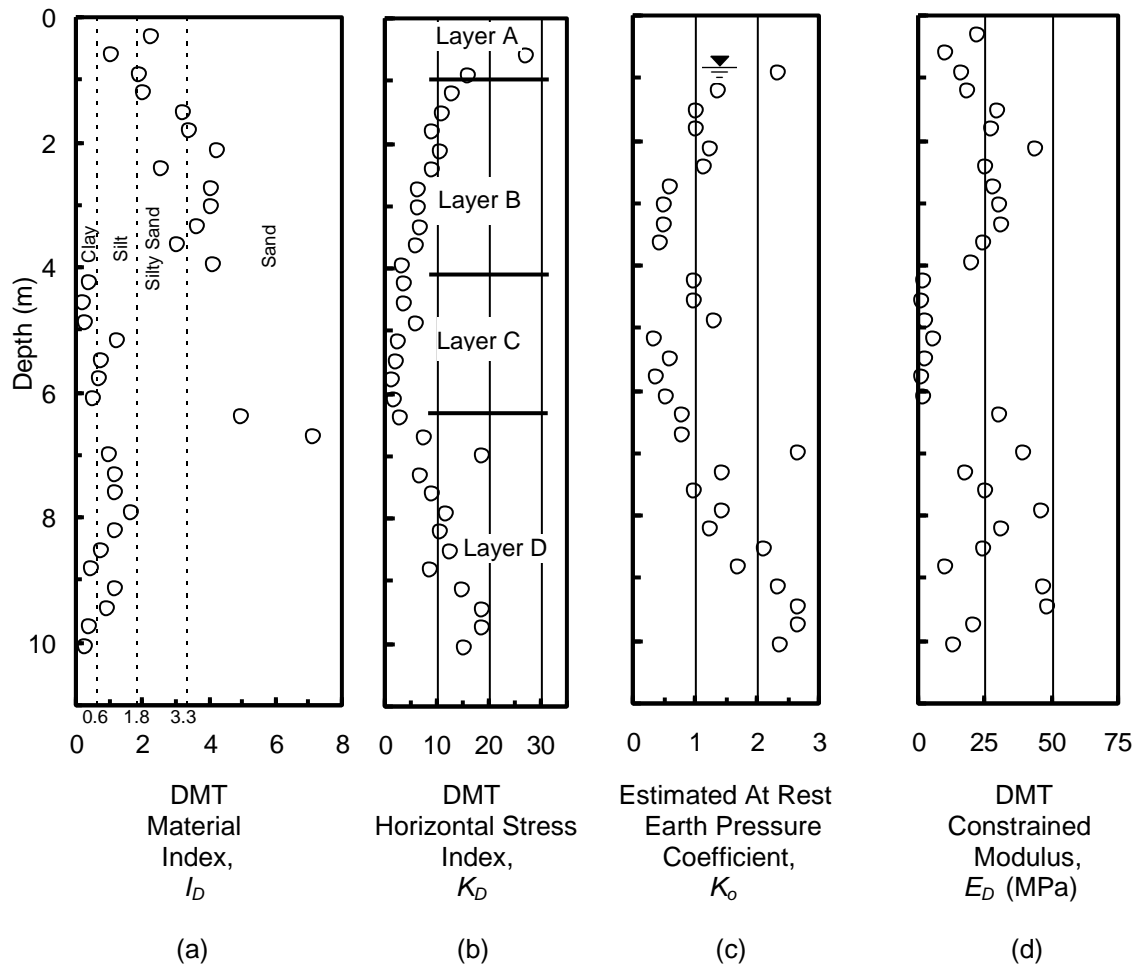 0
2
4
6
8
10
Depth (m)
Clay
Silt
Silty Sand
Sand
0.6 1.8 3.3
0 2 4 6 8
DMT
Material
Index,
I_D
(a)
Layer A
Layer B
Layer C
Layer D
0 10 20 30
DMT
Horizontal Stress
Index,
K_D
(b)
0 1 2 3
Estimated At Rest
Earth Pressure
Coefficient,
K_o
(c)
0 25 50 75
DMT
Constrained
Modulus,
E_D (MPa)
(d)